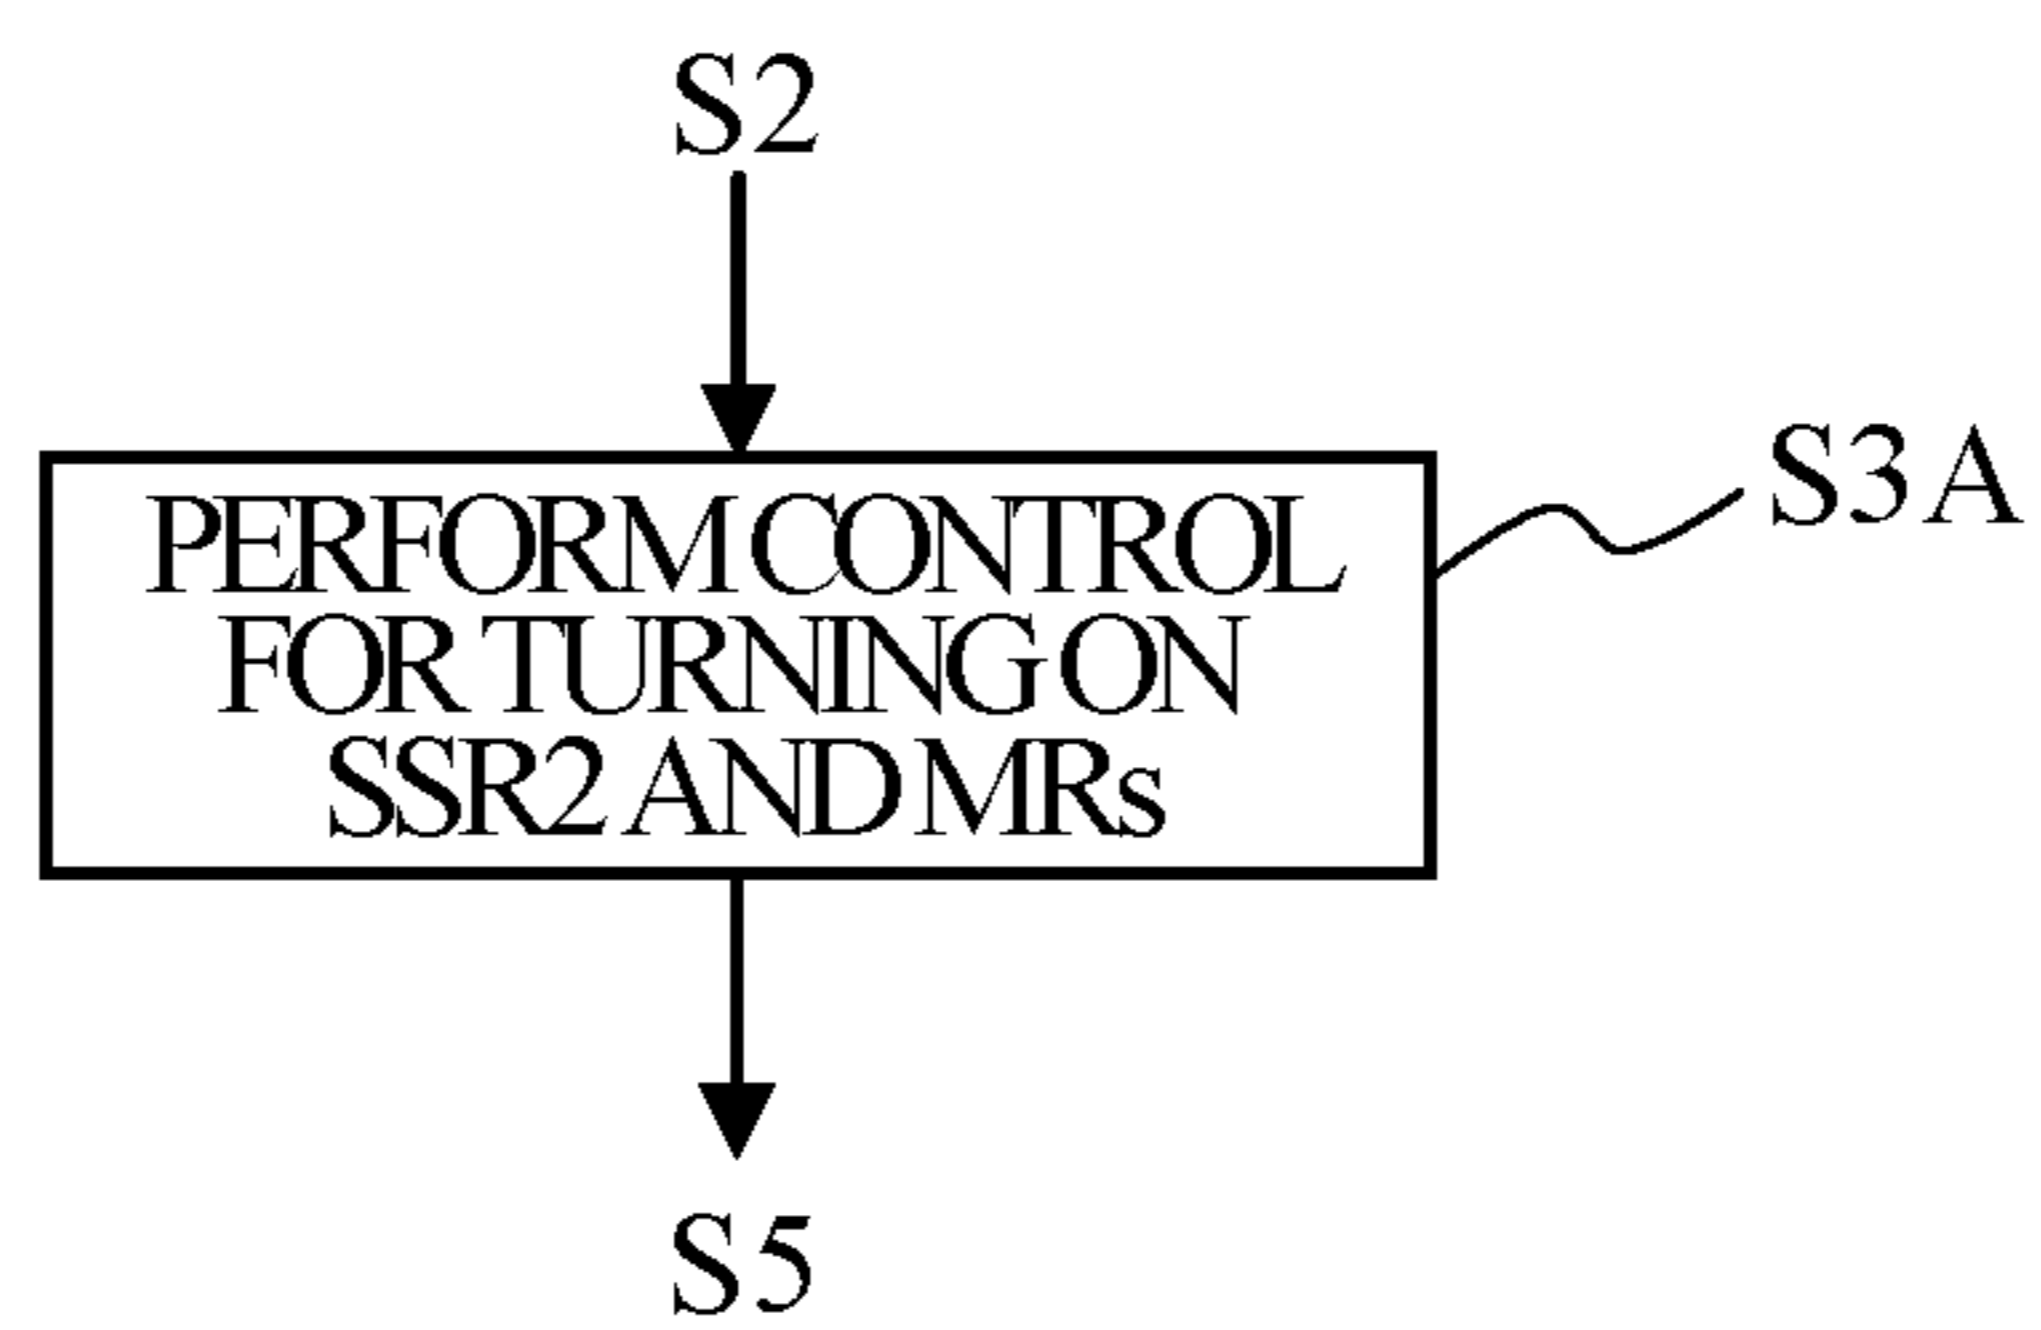 S2
S3A
PERFORM CONTROL
FOR TURNING ON
SSR2 AND MRs
S5